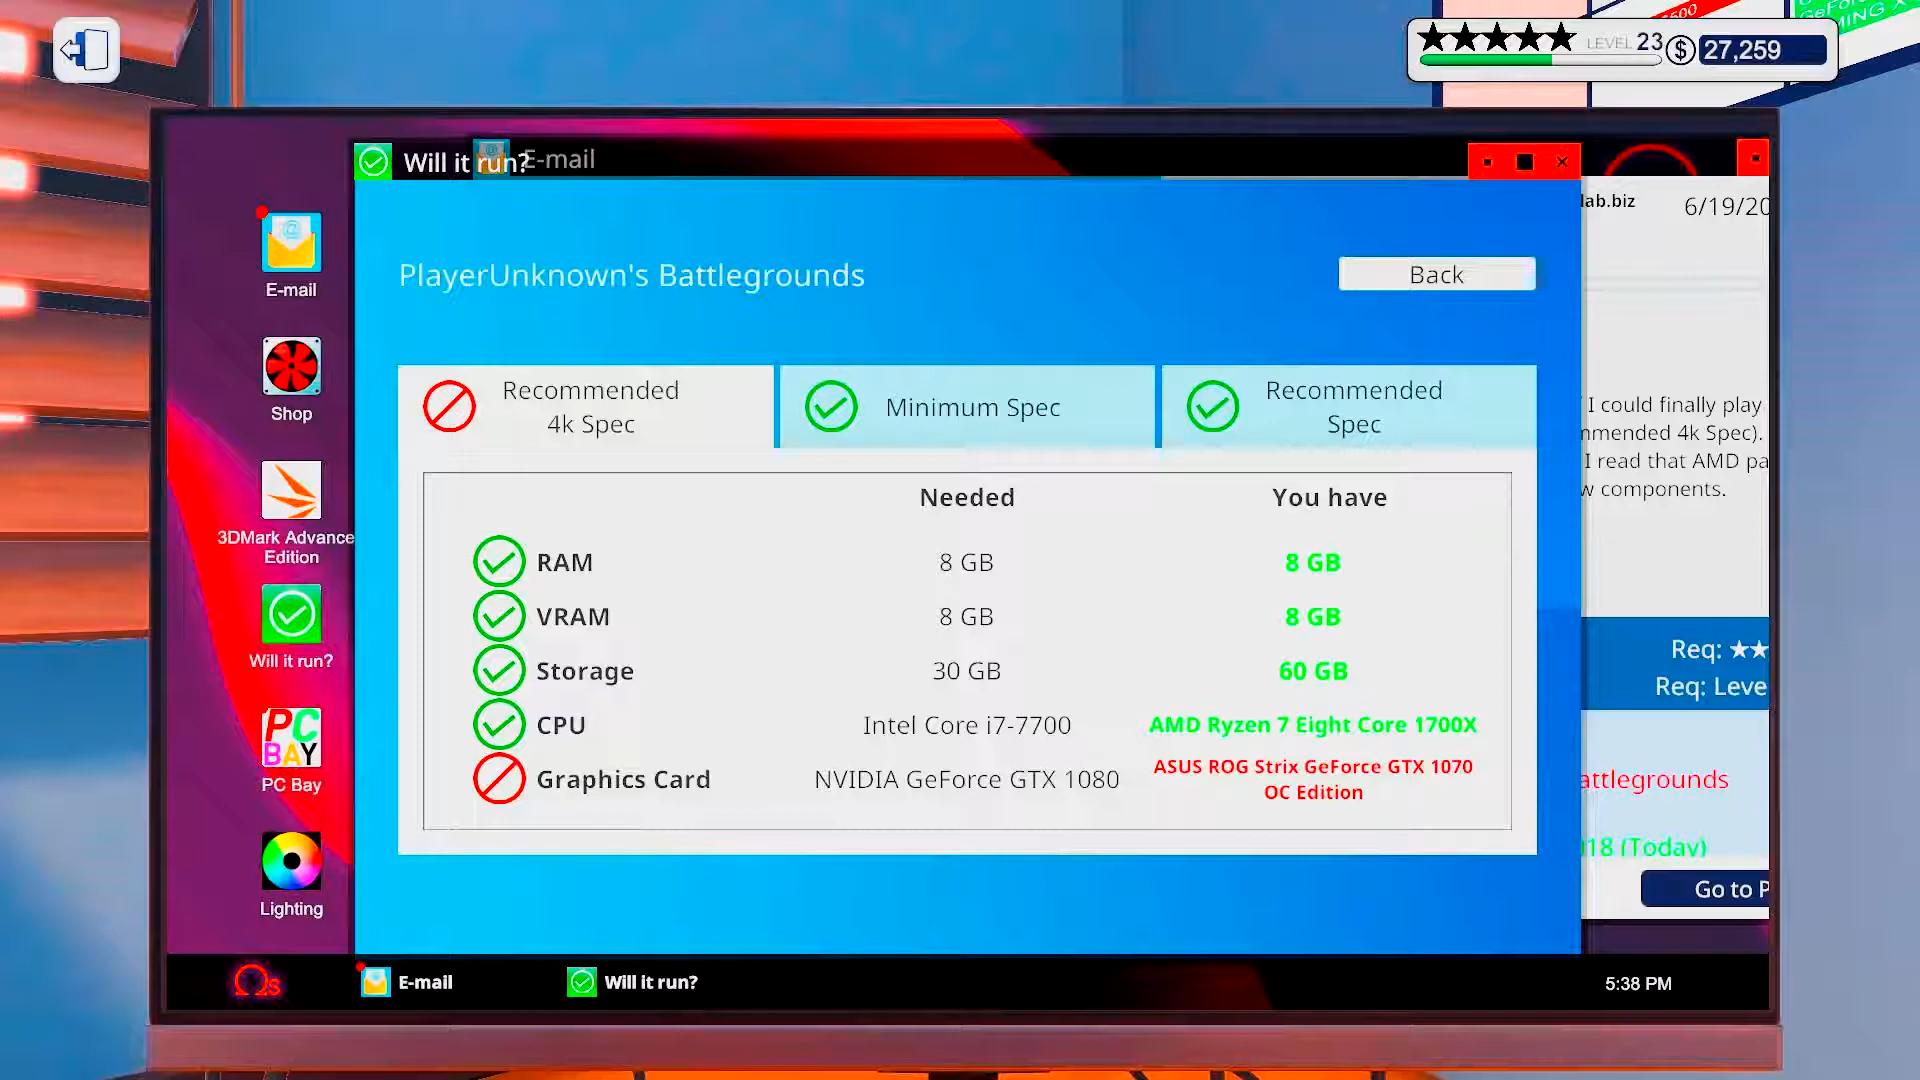 LEVEL 23
$ 27,259
Will it run?
E-mail
E-mail
Shop
3DMark Advance
Edition
Will it run?
PC
BAY
PC Bay
Lighting
PlayerUnknown's Battlegrounds
Back
Recommended
4k Spec
Minimum Spec
Recommended
Spec
Needed
You have
RAM
8 GB
8 GB
VRAM
8 GB
8 GB
Storage
30 GB
60 GB
CPU
Intel Core i7-7700
AMD Ryzen 7 Eight Core 1700X
Graphics Card
NVIDIA GeForce GTX 1080
ASUS ROG Strix GeForce GTX 1070
OC Edition
lab.biz
6/19/20
I could finally play
mmended 4k Spec).
I read that AMD pa
w components.
Req: ★★
Req: Leve
attlegrounds
018 (Today)
Go to P
E-mail
Will it run?
5:38 PM